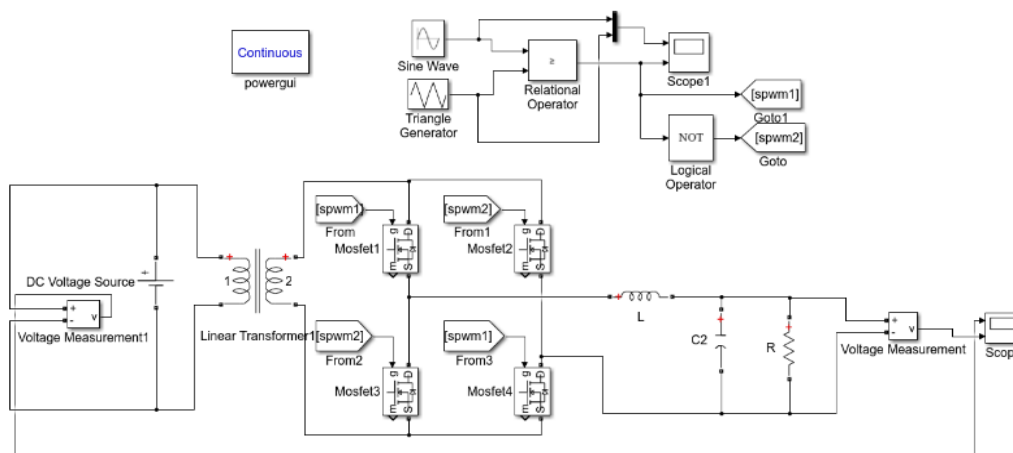 Continuous
powergui
Sine Wave
Triangle
Generator
≥
Relational
Operator
Scope1
[spwm1]
Goto1
NOT
Logical
Operator
[spwm2]
Goto
DC Voltage Source
+
-
v
Voltage Measurement1
1
2
Linear Transformer1
[spwm1]
From
g
D
E
S
Mosfet1
[spwm2]
From1
g
D
E
S
Mosfet2
[spwm2]
From2
g
D
E
S
Mosfet3
[spwm1]
From3
g
D
E
S
Mosfet4
L
C2
R
+
-
v
Voltage Measurement
Scop